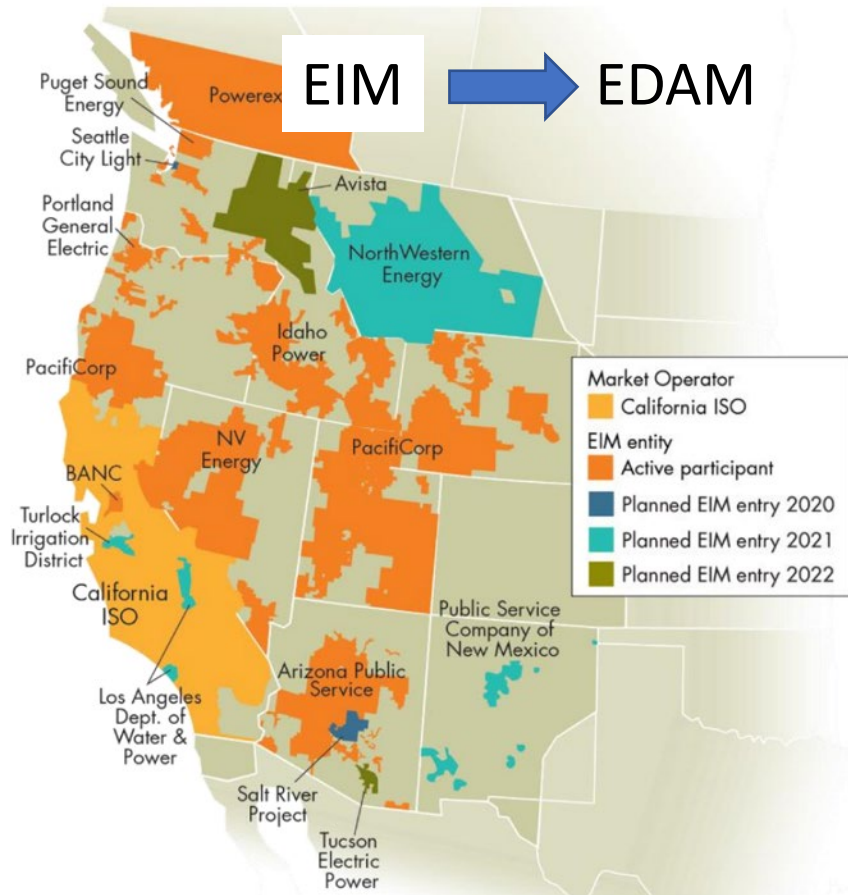 EIM
EDAM
Puget Sound
Energy
Powerex
Seattle
City Light
Avista
Portland
General
Electric
NorthWestern
Energy
Idaho
Power
PacifiCorp
Market Operator
California ISO
EIM entity
Active participant
Planned EIM entry 2020
Planned EIM entry 2021
Planned EIM entry 2022
NV
Energy
PacifiCorp
BANC
Turlock
Irrigation
District
California
ISO
Public Service
Company of
New Mexico
Arizona Public
Service
Los Angeles
Dept. of
Water &
Power
Salt River
Project
Tucson
Electric
Power